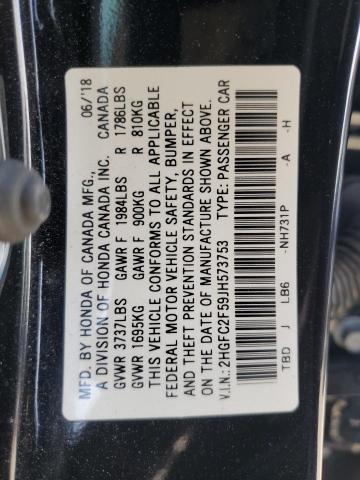 MFD. BY HONDA OF CANADA MFG., 06/'18
A DIVISION OF HONDA CANADA INC. CANADA
GVWR 3737LBS GAWR F 1984LBS R 1786LBS
GVWR 1695KG GAWR F 900KG R 810KG
THIS VEHICLE CONFORMS TO ALL APPLICABLE
FEDERAL MOTOR VEHICLE SAFETY, BUMPER,
AND THEFT PREVENTION STANDARDS IN EFFECT
ON THE DATE OF MANUFACTURE SHOWN ABOVE.
V.I.N.: 2HGFC2F59JH573753 TYPE: PASSENGER CAR
TBD J LB6 -NH731P -A -H